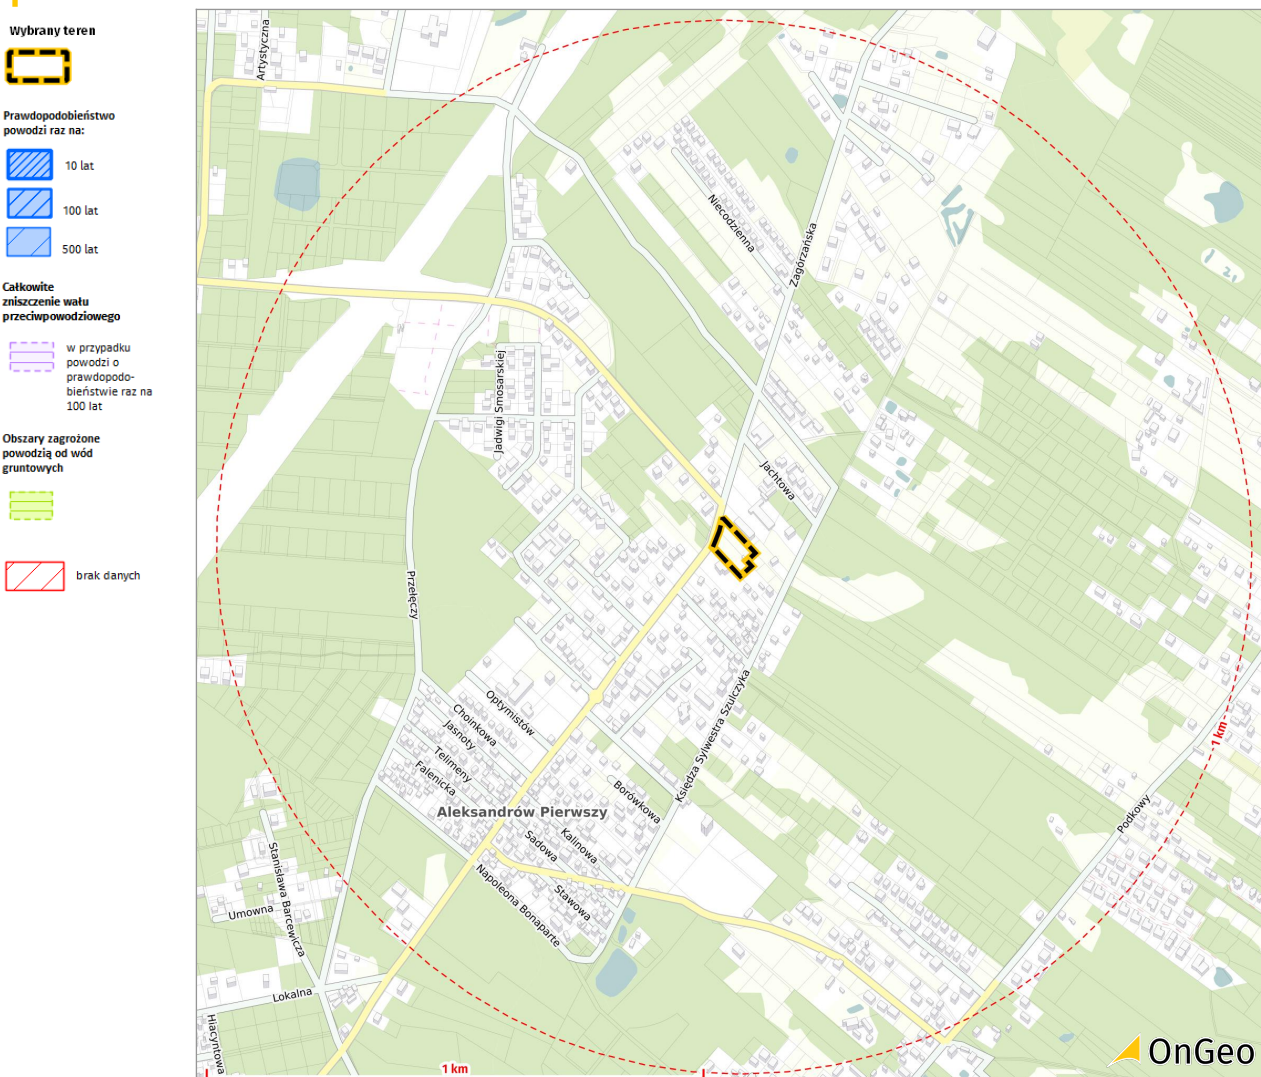 Wybrany teren
Prawdopodobieństwo
powodzi raz na:
10 lat
100 lat
500 lat
Całkowite
zniszczenie wału
przeciwpowodziowego
w przypadku
powodzi o
prawdopodo-
bieństwie raz na
100 lat
Obszary zagrożone
powodzią od wód
gruntowych
brak danych
Artystyczna
Niecodzienna
Zagórzańska
Jadwigi Smosarskiej
Jachtowa
Przełęczy
Optymistów
Choinkowa
Jasnoty
Telimeny
Falenicka
Księdza Sylwestra Szulczyka
1 km
Borówkowa
Aleksandrów Pierwszy
Podkowy
Kalinowa
Sadowa
Stanisława Barcewicza
Napoleona Bonaparte
Stawowa
Umowna
Lokalna
Hiacyntowa
1 km
OnGeo